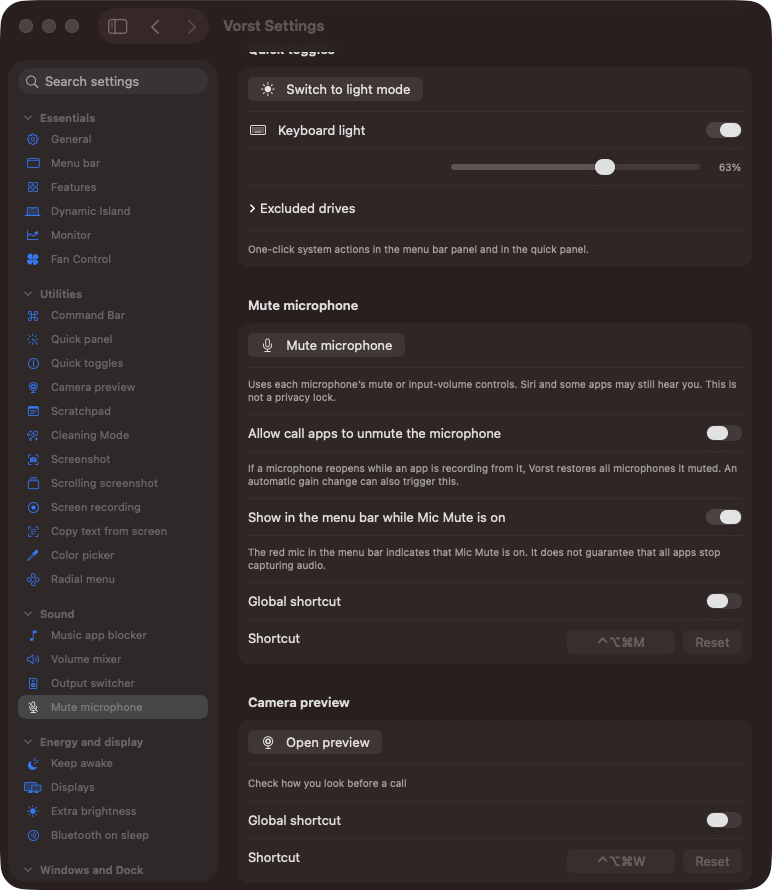 Vorst Settings
Search settings
Essentials
General
Menu bar
Features
Dynamic Island
Monitor
Fan Control
Utilities
Command Bar
Quick panel
Quick toggles
Camera preview
Scratchpad
Cleaning Mode
Screenshot
Scrolling screenshot
Screen recording
Copy text from screen
Color picker
Radial menu
Sound
Music app blocker
Volume mixer
Output switcher
Mute microphone
Energy and display
Keep awake
Displays
Extra brightness
Bluetooth on sleep
Windows and Dock
Quick toggles
Switch to light mode
Keyboard light
63%
Excluded drives
One-click system actions in the menu bar panel and in the quick panel.
Mute microphone
Mute microphone
Uses each microphone's mute or input-volume controls. Siri and some apps may still hear you. This is
not a privacy lock.
Allow call apps to unmute the microphone
If a microphone reopens while an app is recording from it, Vorst restores all microphones it muted. An
automatic gain change can also trigger this.
Show in the menu bar while Mic Mute is on
The red mic in the menu bar indicates that Mic Mute is on. It does not guarantee that all apps stop
capturing audio.
Global shortcut
Shortcut
⌃⌥⌘M
Reset
Camera preview
Open preview
Check how you look before a call
Global shortcut
Shortcut
⌃⌥⌘W
Reset